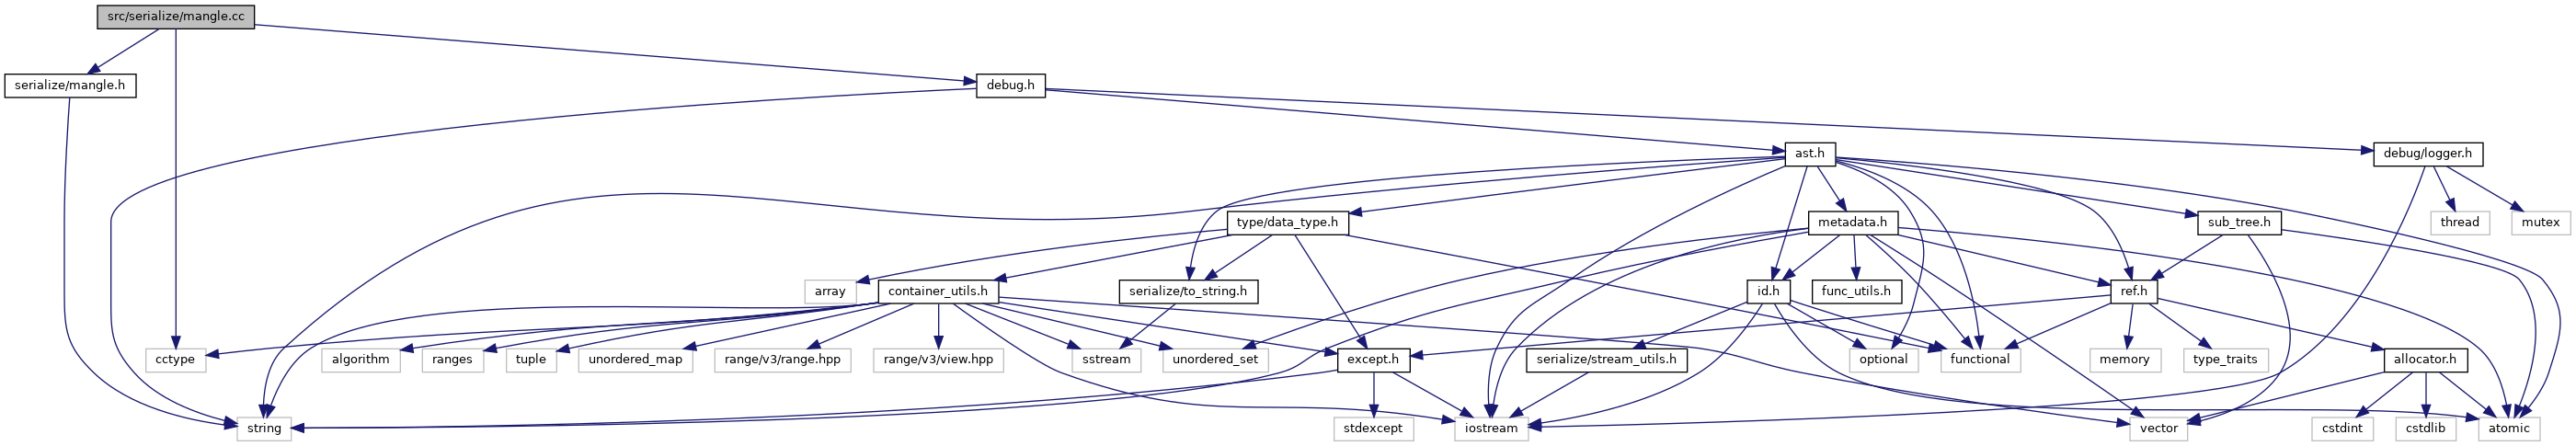 src/serialize/mangle.cc
serialize/mangle.h
debug.h
ast.h
debug/logger.h
type/data_type.h
metadata.h
sub_tree.h
thread
mutex
array
container_utils.h
serialize/to_string.h
id.h
func_utils.h
ref.h
cctype
algorithm
ranges
tuple
unordered_map
range/v3/range.hpp
range/v3/view.hpp
sstream
unordered_set
except.h
serialize/stream_utils.h
optional
functional
memory
type_traits
allocator.h
string
stdexcept
iostream
vector
cstdint
cstdlib
atomic